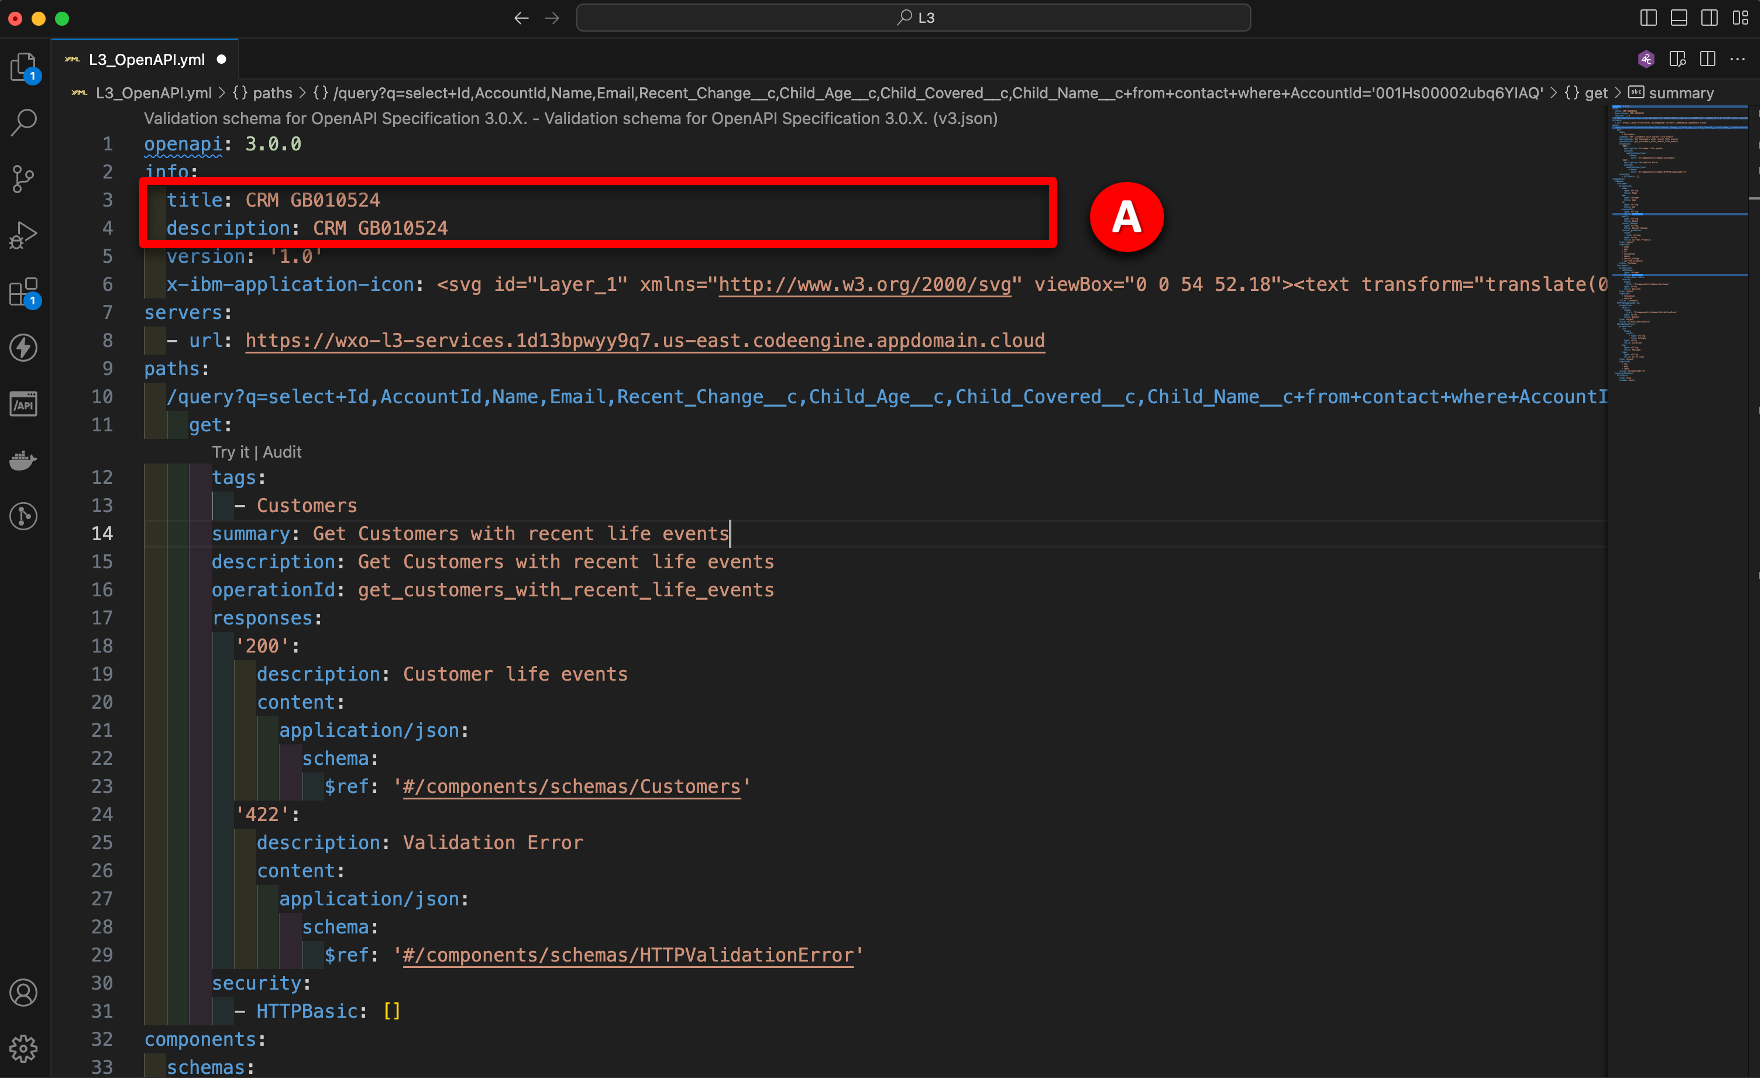 L3
L3_OpenAPI.yml
L3_OpenAPI.yml > {} paths > {} /query?q=select+Id,AccountId,Name,Email,Recent_Change__c,Child_Age__c,Child_Covered__c,Child_Name__c+from+contact+where+AccountId='001Hs00002ubq6YIAQ' > {} get > abc summary
Validation schema for OpenAPI Specification 3.0.X. - Validation schema for OpenAPI Specification 3.0.X. (v3.json)
1 openapi: 3.0.0
2 info:
3 title: CRM GB010524
4 description: CRM GB010524
A
5 version: '1.0'
6 x-ibm-application-icon: <svg id="Layer_1" xmlns="http://www.w3.org/2000/svg" viewBox="0 0 54 52.18"><text transform="translate(0
7 servers:
8 - url: https://wxo-l3-services.1d13bpwyy9q7.us-east.codeengine.appdomain.cloud
9 paths:
10 /query?q=select+Id,AccountId,Name,Email,Recent_Change__c,Child_Age__c,Child_Covered__c,Child_Name__c+from+contact+where+AccountI
11 get:
Try it | Audit
12 tags:
13 - Customers
14 summary: Get Customers with recent life events
15 description: Get Customers with recent life events
16 operationId: get_customers_with_recent_life_events
17 responses:
18 '200':
19 description: Customer life events
20 content:
21 application/json:
22 schema:
23 $ref: '#/components/schemas/Customers'
24 '422':
25 description: Validation Error
26 content:
27 application/json:
28 schema:
29 $ref: '#/components/schemas/HTTPValidationError'
30 security:
31 - HTTPBasic: []
32 components:
33 schemas:
1
1
/API